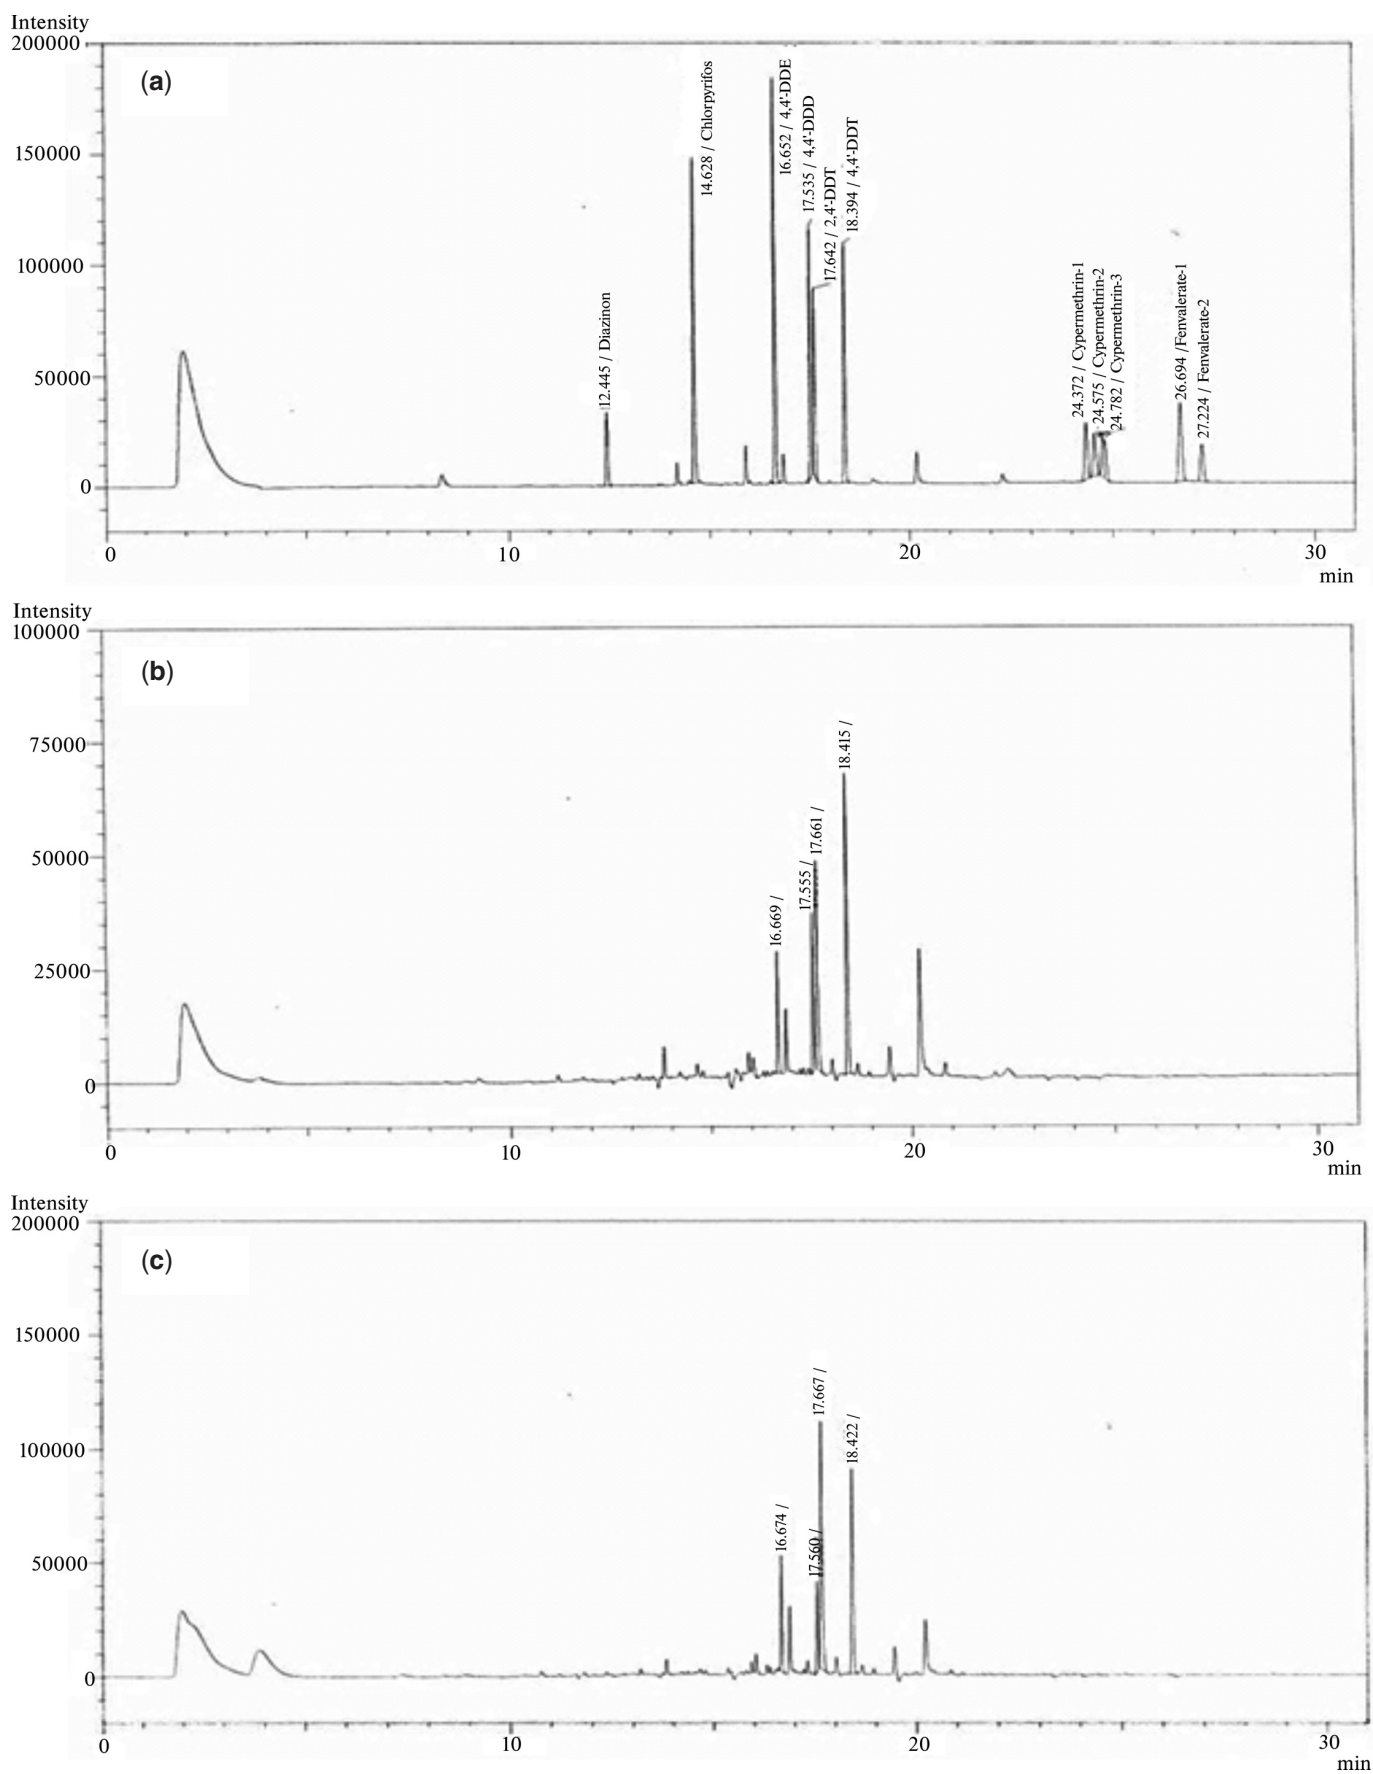 Intensity
200000
(a)
150000
100000
50000
0
12.445 / Diazinon
14.628 / Chlorpyrifos
16.652 / 4,4'-DDE
17.535 / 4,4'-DDD
17.642 / 2,4'-DDT
18.394 / 4,4'-DDT
24.372 / Cypermethrin-1
24.575 / Cypermethrin-2
24.782 / Cypermethrin-3
26.694 /Fenvalerate-1
27.224 / Fenvalerate-2
0 10 20 30
min
Intensity
100000
(b)
75000
50000
25000
0
16.669 /
17.555 /
17.661 /
18.415 /
0 10 20 30
min
Intensity
200000
(c)
150000
100000
50000
0
16.674 /
17.560 /
17.667 /
18.422 /
0 10 20 30
min